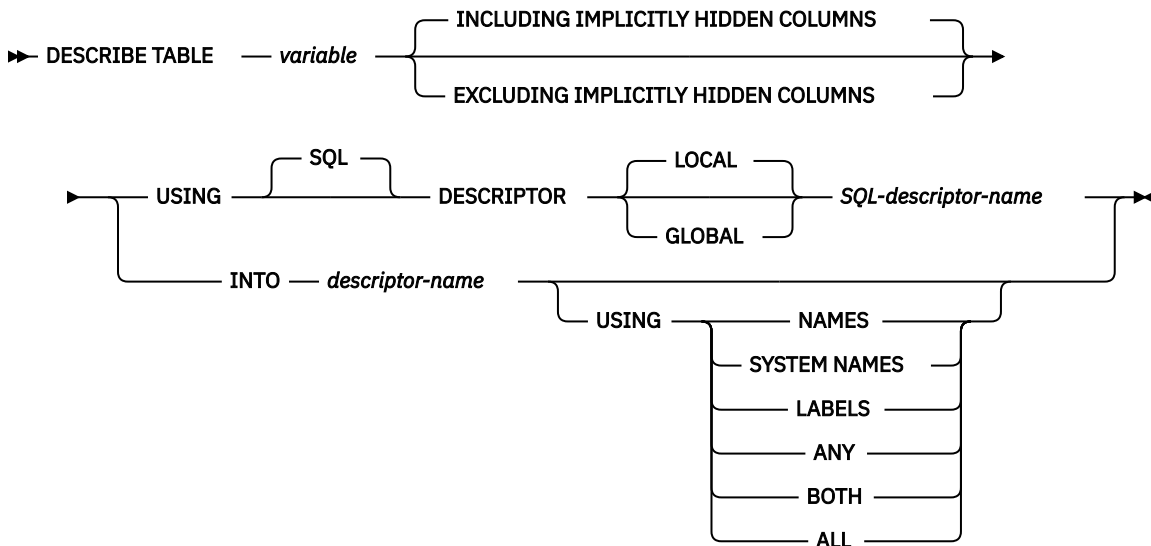 INCLUDING IMPLICITLY HIDDEN COLUMNS
DESCRIBE TABLE variable
EXCLUDING IMPLICITLY HIDDEN COLUMNS
SQL LOCAL
USING DESCRIPTOR SQL-descriptor-name
GLOBAL
INTO descriptor-name
USING NAMES
SYSTEM NAMES
LABELS
ANY
BOTH
ALL